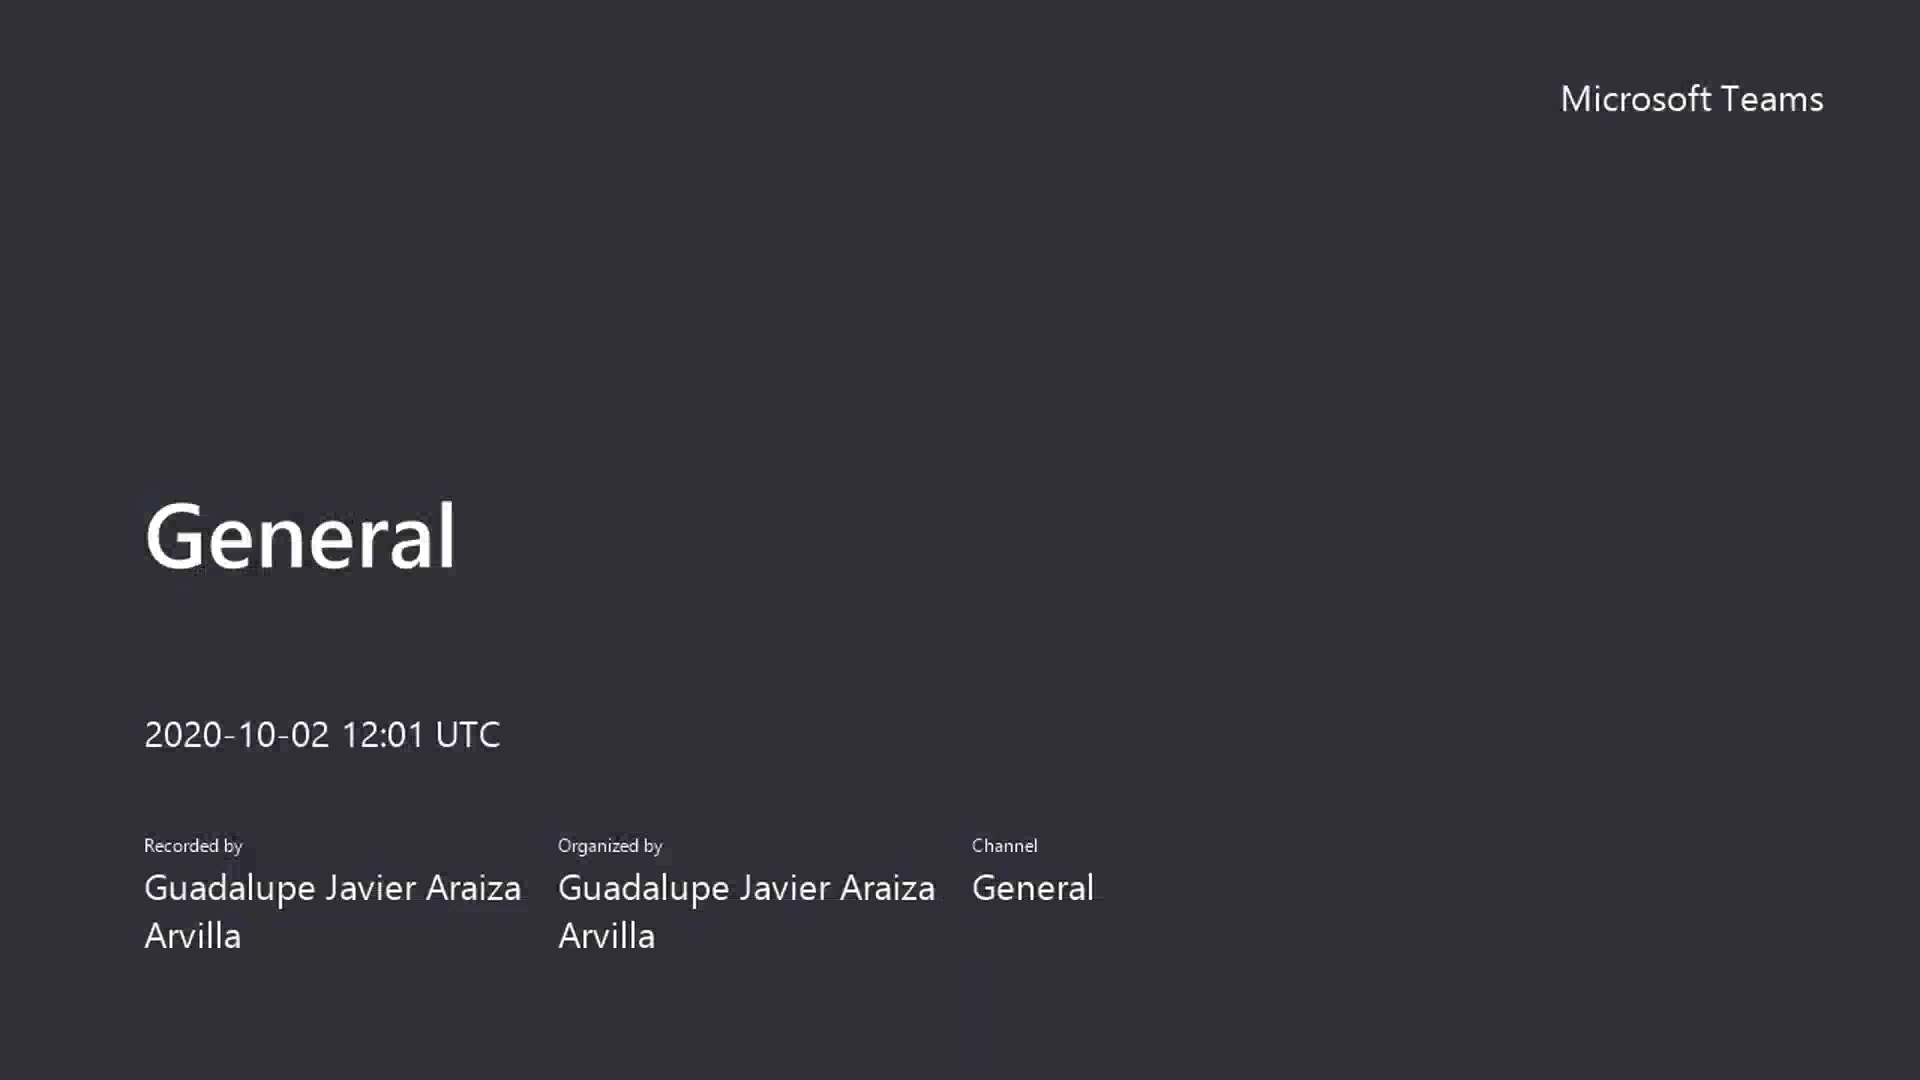 Microsoft Teams
General
2020-10-02 12:01 UTC
Recorded by
Guadalupe Javier Araiza
Arvilla
Organized by
Guadalupe Javier Araiza
Arvilla
Channel
General